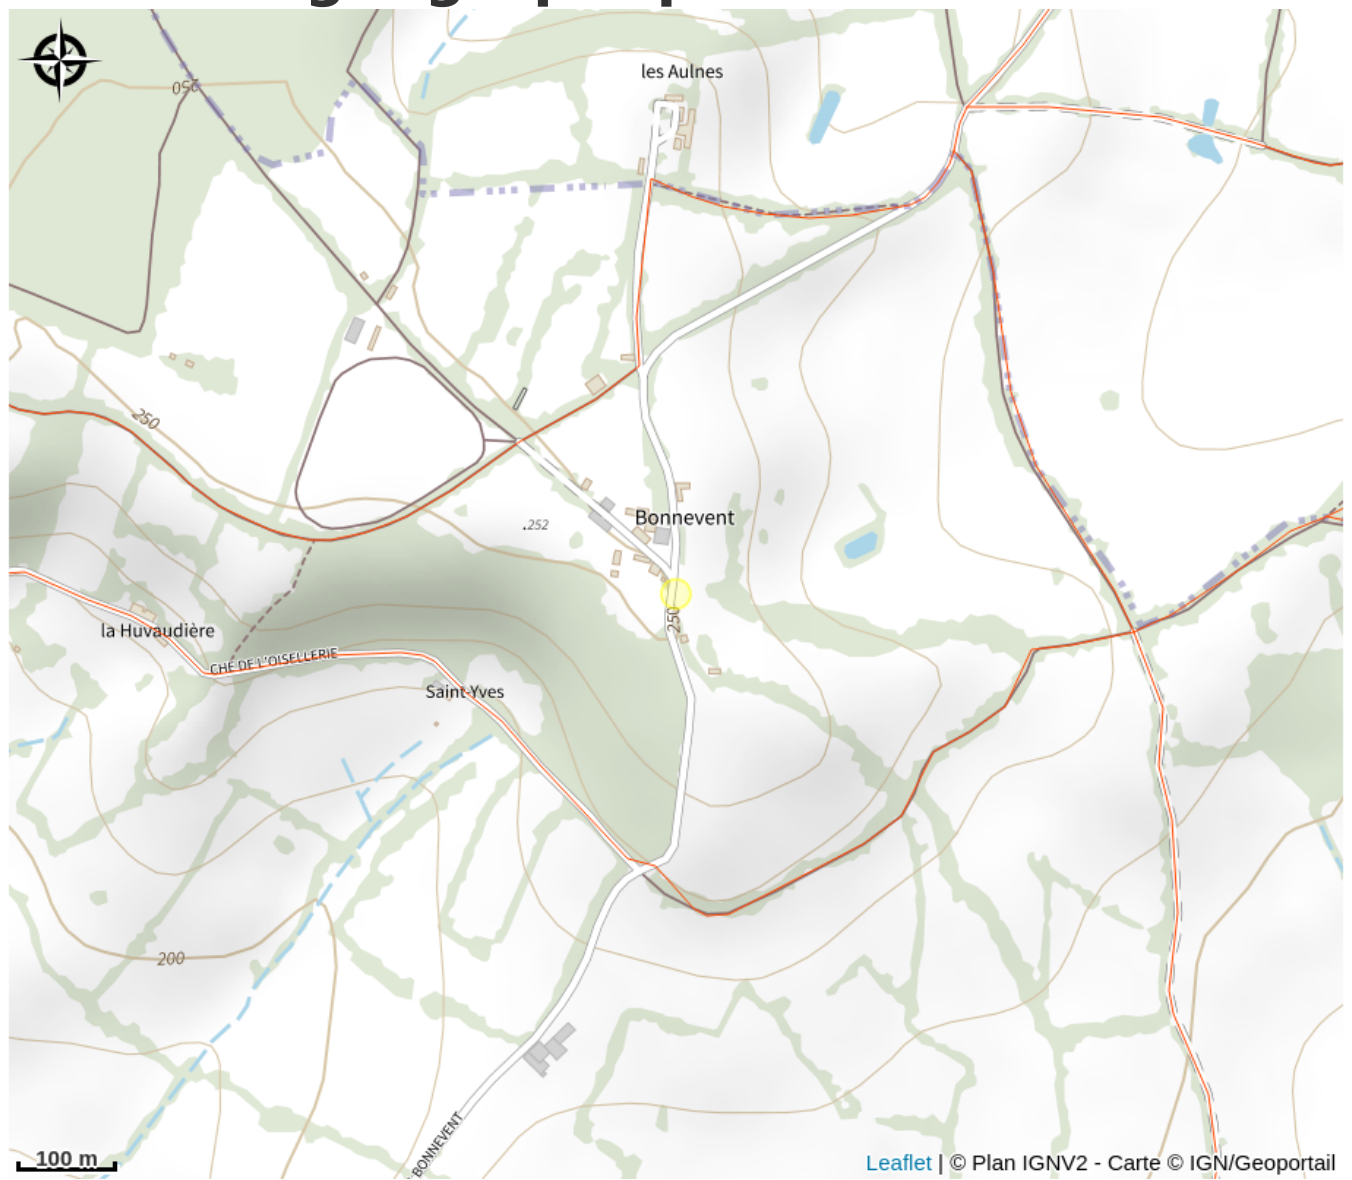 les Aulnes
050
250
Bonnevent
.252
250
la Huvaudière
CHE DE L'OISELLERIE
Saint-Yves
200
BONNEVENT
100 m
Leaflet | © Plan IGNV2 - Carte © IGN/Geoportail